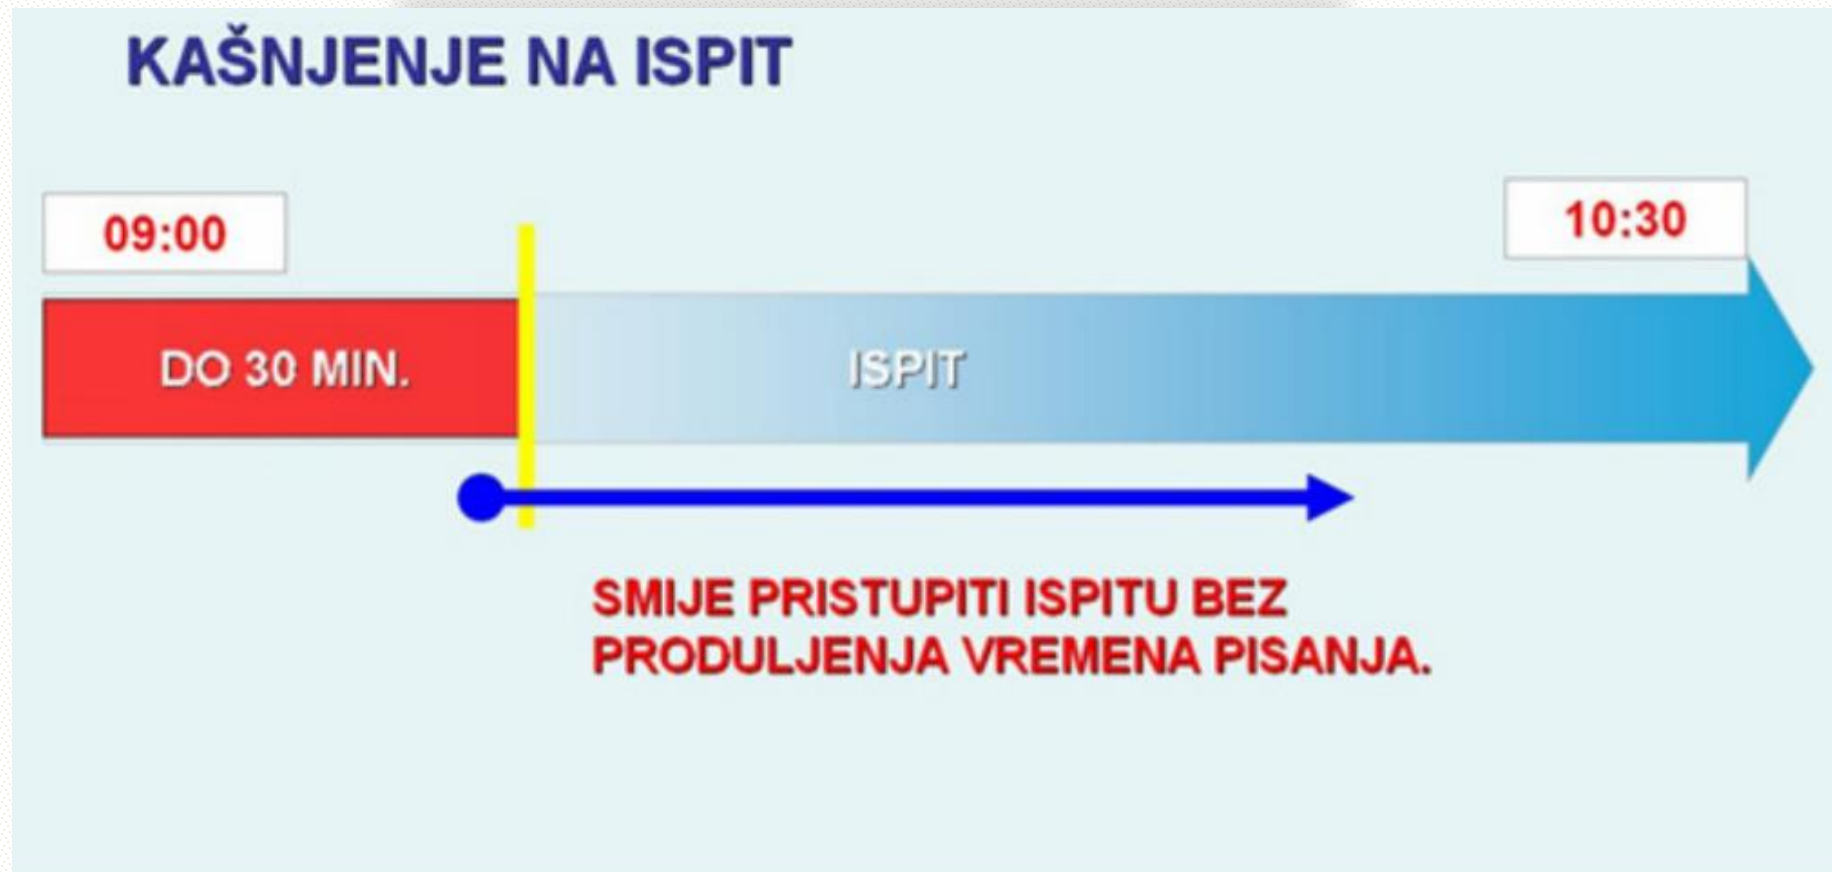 KAŠNJENJE NA ISPIT
09:00
10:30
DO 30 MIN.
ISPIT
SMIJE PRISTUPITI ISPITU BEZ
PRODULJENJA VREMENA PISANJA.